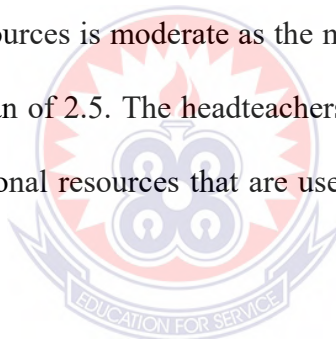 ources is moderate as the
an of 2.5. The headteachers
onal resources that are use
EDUCATION FOR SERVICE